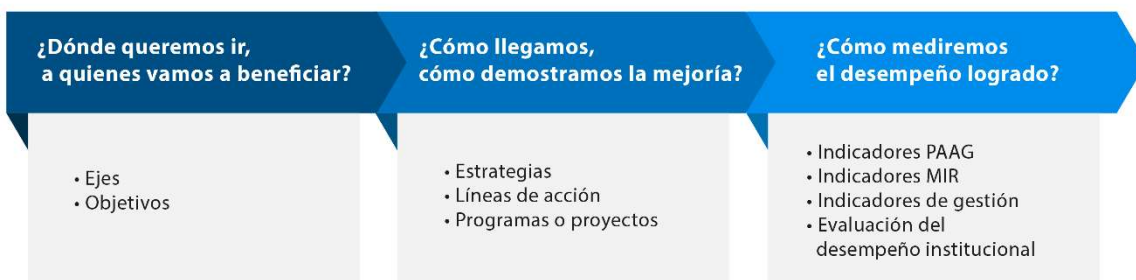 ¿Dónde queremos ir,
a quienes vamos a beneficiar?
• Ejes
• Objetivos
¿Cómo llegamos,
cómo demostramos la mejoría?
• Estrategias
• Líneas de acción
• Programas o proyectos
¿Cómo mediremos
el desempeño logrado?
• Indicadores PAAG
• Indicadores MIR
• Indicadores de gestión
• Evaluación del
desempeño institucional